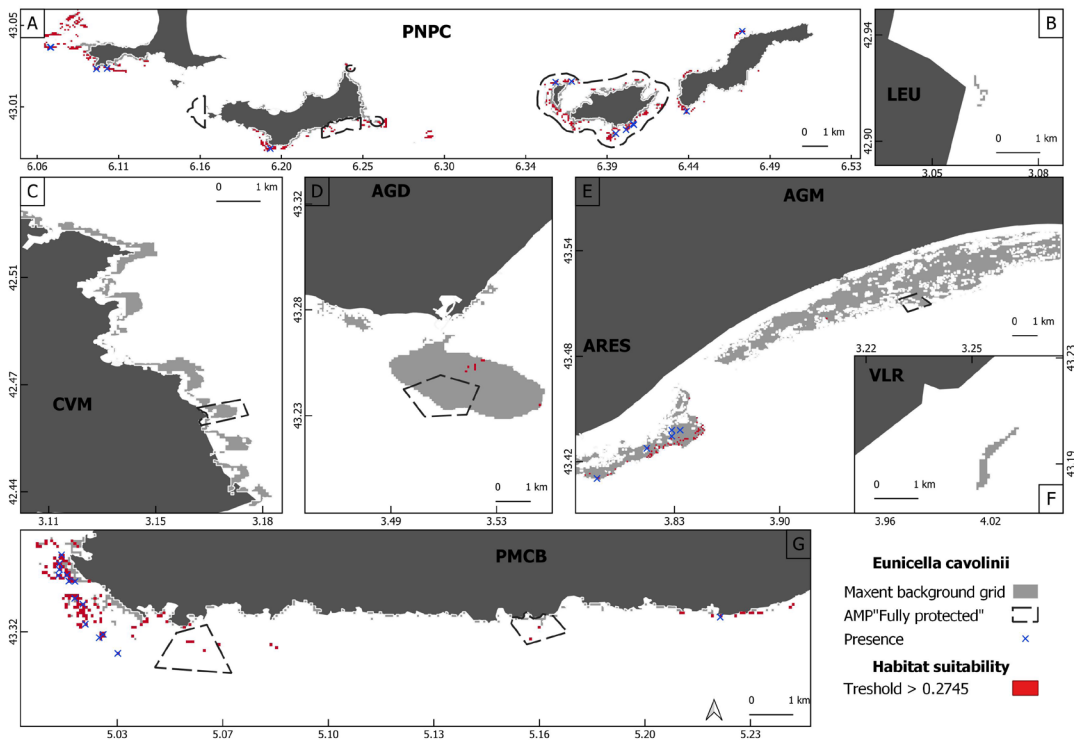 A
PNPC
43.05
43.01
0 1 km
6.06 6.11 6.16 6.20 6.26 6.30 6.39 6.44 6.49 6.53
B
LEU
42.94
42.90
0 1 km
3.05 3.08
C
0 1 km
CVM
42.51
42.47
42.44
3.11 3.15 3.18
D
AGD
43.32
43.28
43.23
0 1 km
3.49 3.53
E
AGM
ARES
43.54
43.48
43.42
0 1 km
3.83 3.90 3.96 4.02
3.22 3.25
VLR
43.23
43.19
0 1 km
F
G
PMCB
43.32
0 1 km
5.03 5.07 5.10 5.13 5.16 5.20 5.23
Eunicella cavolinii
Maxent background grid
AMP"Fully protected"
Presence
Habitat suitability
Treshold > 0.2745